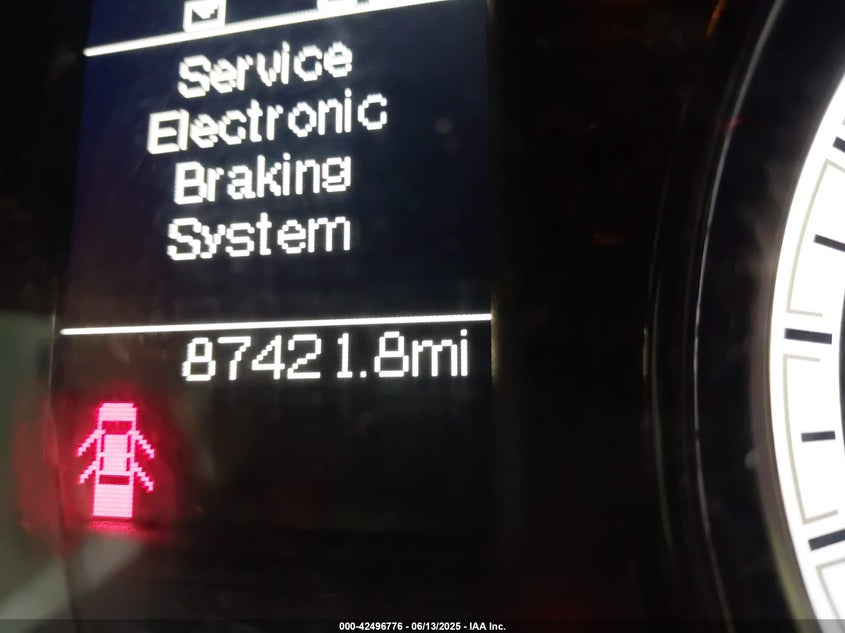 Service
Electronic
Braking
System
87421.8mi
000-42496776 - 06/13/2025 - IAA Inc.